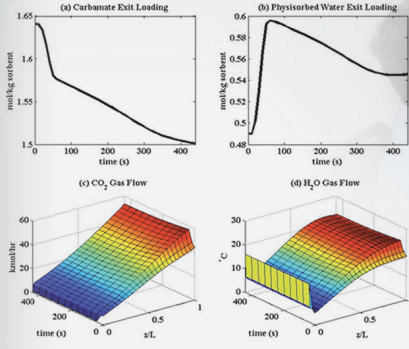 (a) Carbamate Exit Loading
1.65
1.6
1.55
1.5
mol/kg sorbent
0 100 200 300 400
time (s)
(b) Physisorbed Water Exit Loading
0.6
0.58
0.56
0.54
0.52
0.5
0.48
mol/kg sorbent
0 100 200 300 400
time (s)
(c) CO2 Gas Flow
60
40
20
0
kmol/hr
400
200
0
time (s)
0
0.5
1
z/L
(d) H2O Gas Flow
30
20
10
0
°C
400
200
0
time (s)
0
0.5
z/L